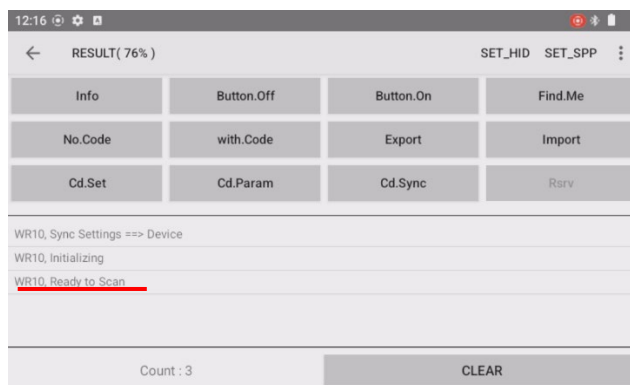 12:16
RESULT( 76% ) SET_HID SET_SPP
Info Button.Off Button.On Find.Me
No.Code with.Code Export Import
Cd.Set Cd.Param Cd.Sync Rsrv
WR10, Sync Settings ==> Device
WR10, Initializing
WR10, Ready to Scan
Count : 3 CLEAR